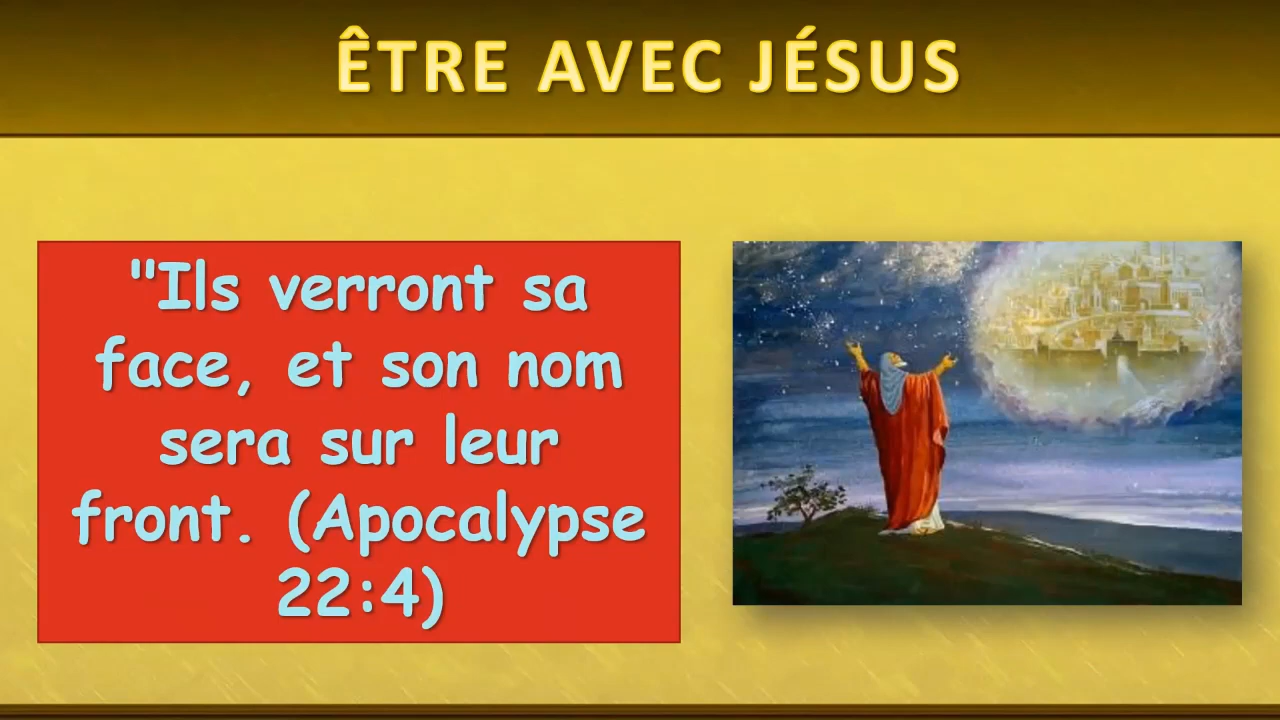 ÊTRE AVEC JÉSUS
"Ils verront sa
face, et son nom
sera sur leur
front. (Apocalypse
22:4)